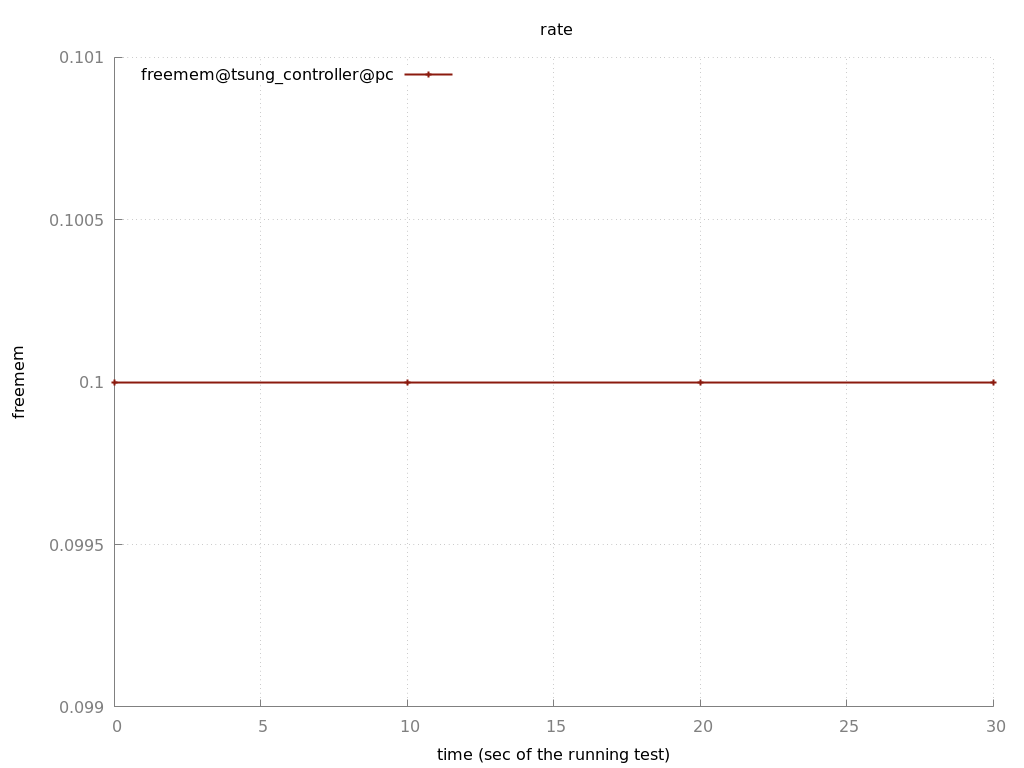 rate
freemem@tsung_controller@pc
0.101
0.1005
0.1
0.0995
0.099
freemem
0 5 10 15 20 25 30
time (sec of the running test)